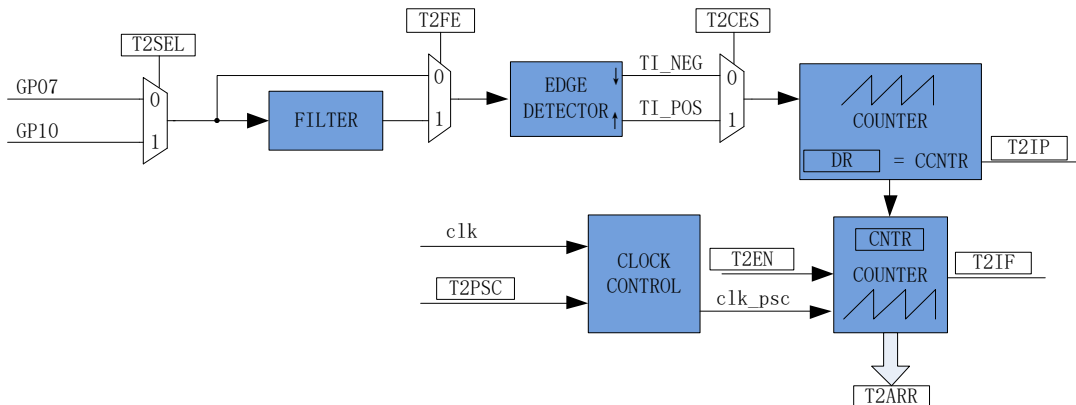 T2SEL
T2FE
T2CES
GP07
GP10
0
1
FILTER
0
1
EDGE
DETECTOR
TI_NEG
TI_POS
0
1
COUNTER
DR = CCNTR
T2IP
clk
T2PSC
CLOCK
CONTROL
T2EN
clk_psc
CNTR
COUNTER
T2IF
T2ARR